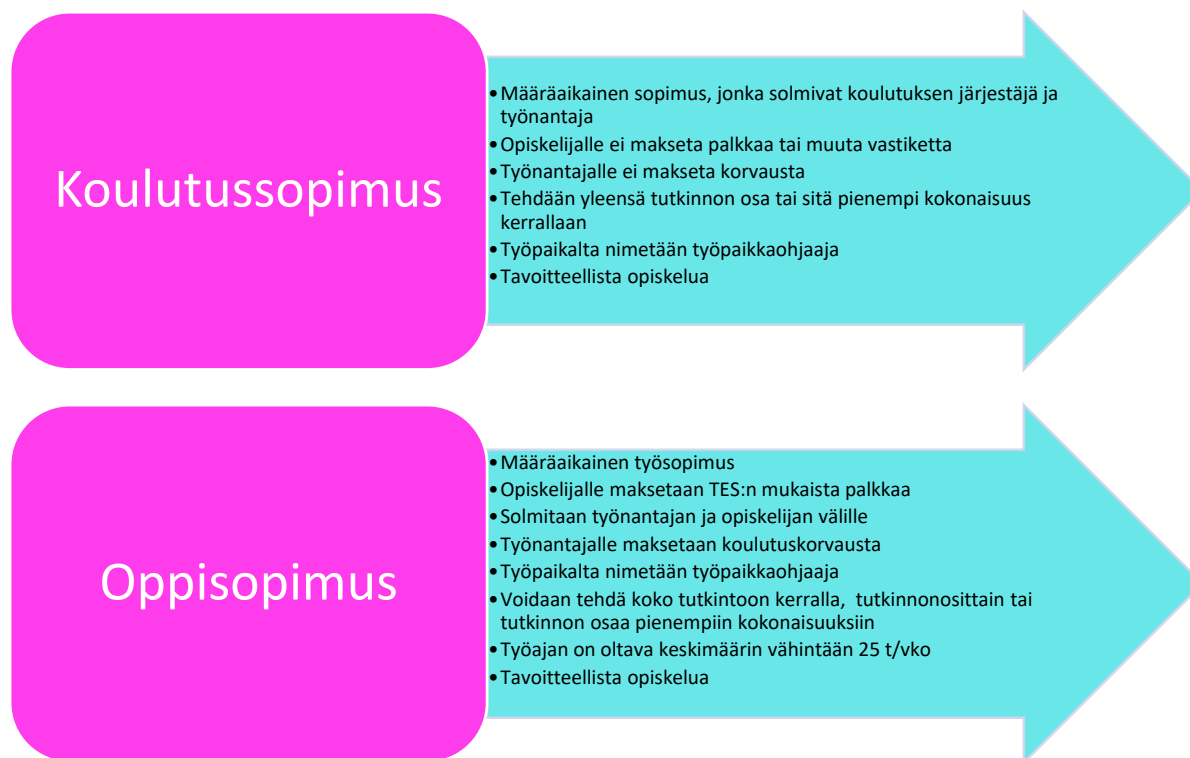 Koulutussopimus
•Määräaikainen sopimus, jonka solmivat koulutuksen järjestäjä ja
työnantaja
•Opiskelijalle ei makseta palkkaa tai muuta vastiketta
•Työnantajalle ei makseta korvausta
•Tehdään yleensä tutkinnon osa tai sitä pienempi kokonaisuus
kerrallaan
•Työpaikalta nimetään työpaikkaohjaaja
•Tavoitteellista opiskelua
Oppisopimus
•Määräaikainen työsopimus
•Opiskelijalle maksetaan TES:n mukaista palkkaa
•Solmitaan työnantajan ja opiskelijan välille
•Työnantajalle maksetaan koulutuskorvausta
•Työpaikalta nimetään työpaikkaohjaaja
•Voidaan tehdä koko tutkintoon kerralla, tutkinnonosittain tai
tutkinnon osaa pienempiin kokonaisuuksiin
•Työajan on oltava keskimäärin vähintään 25 t/vko
•Tavoitteellista opiskelua